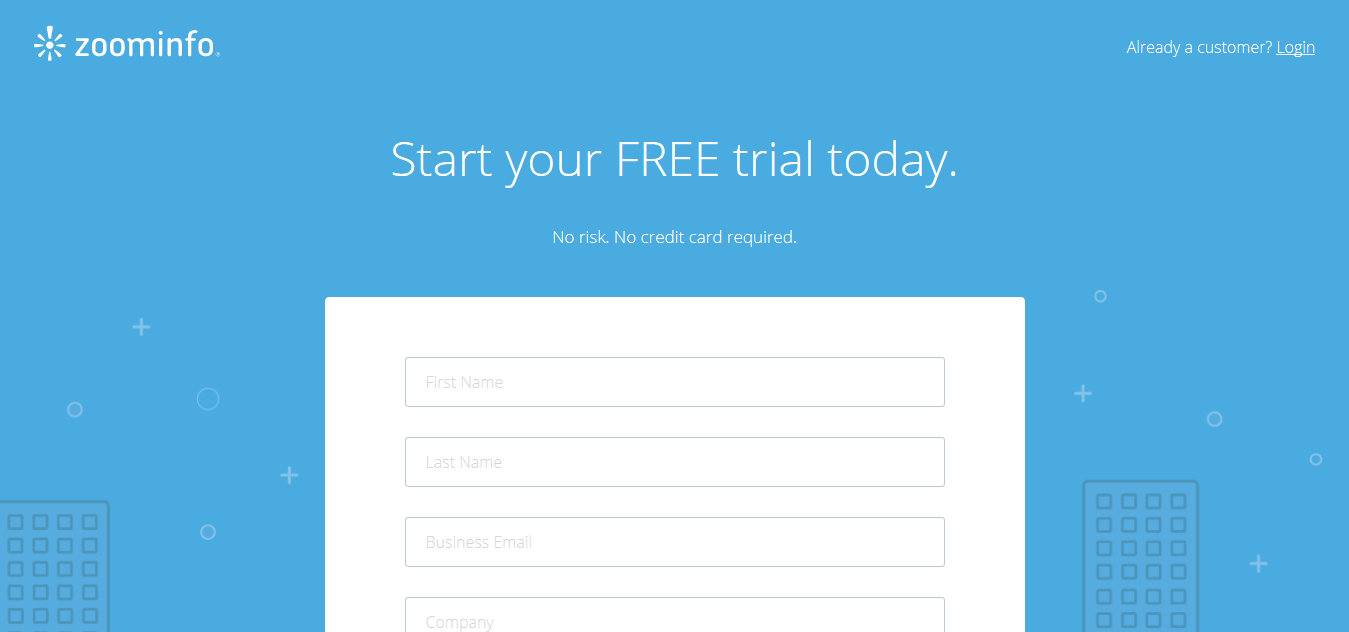 zoominfo
Already a customer? Login
Start your FREE trial today.
No risk. No credit card required.
First Name
Last Name
Business Email
Company